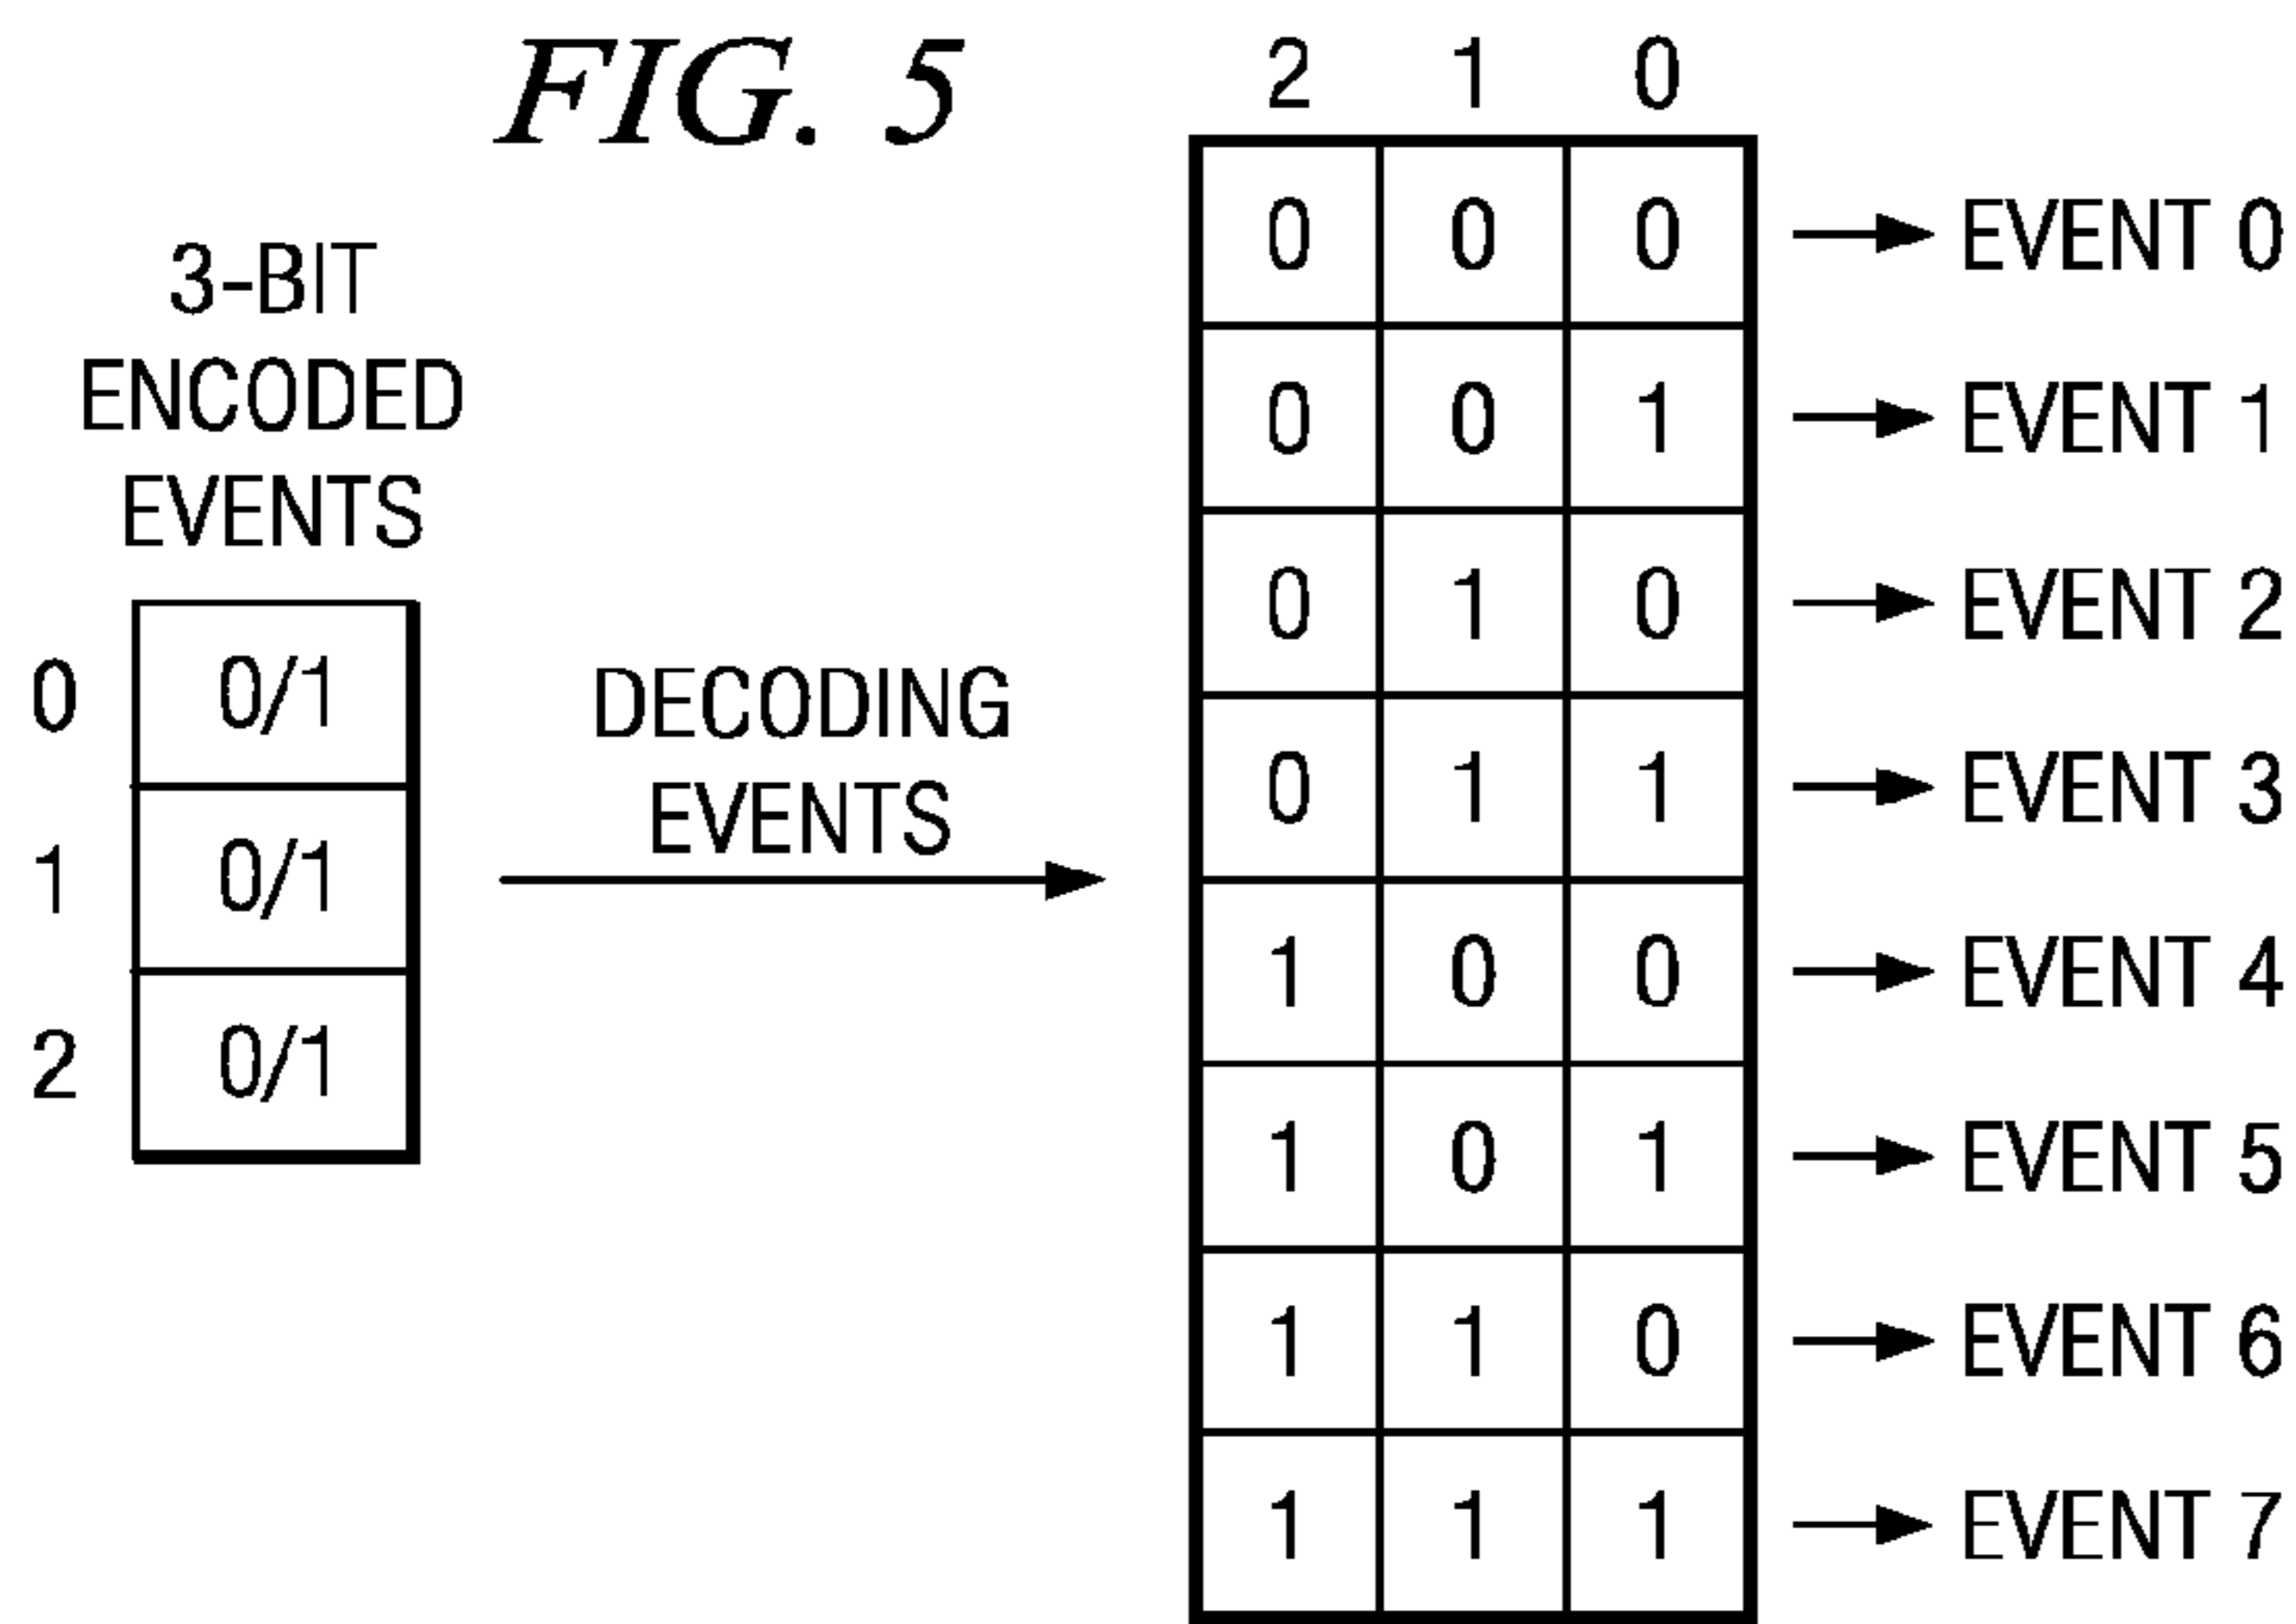 FIG. 5
3-BIT
ENCODED
EVENTS
0 0/1
1 0/1
2 0/1
DECODING
EVENTS
2 1 0
0 0 0 EVENT 0
0 0 1 EVENT 1
0 1 0 EVENT 2
0 1 1 EVENT 3
1 0 0 EVENT 4
1 0 1 EVENT 5
1 1 0 EVENT 6
1 1 1 EVENT 7